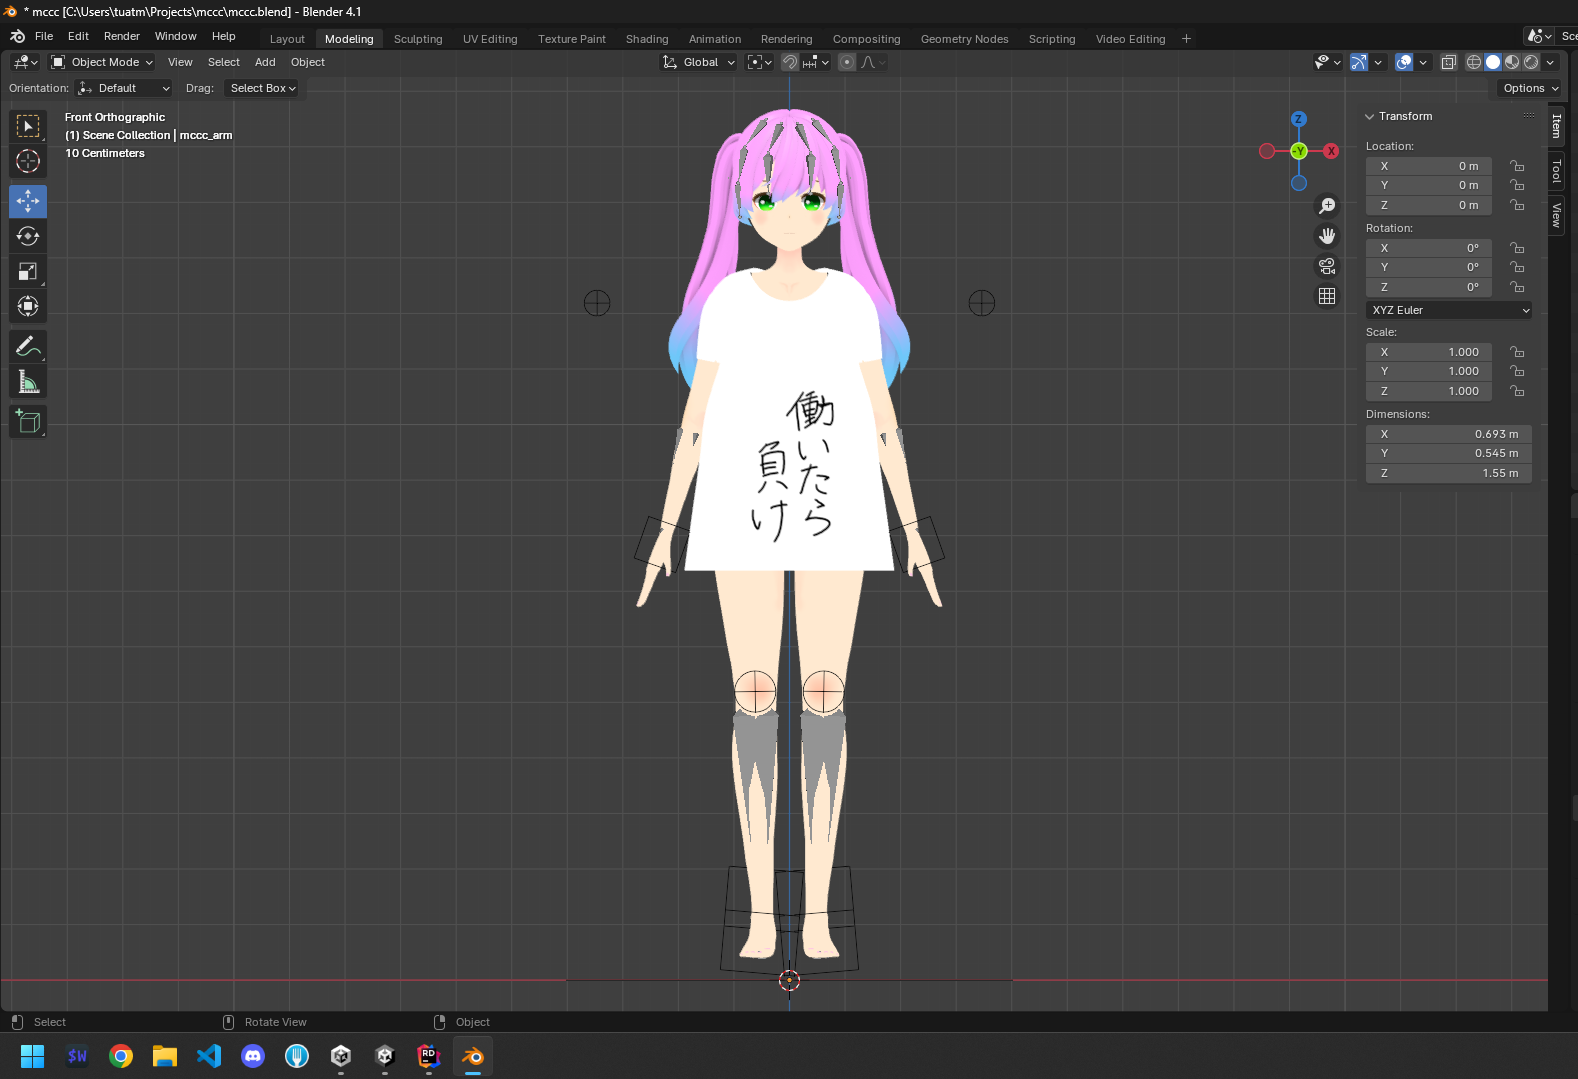 * mccc [C:\Users\tuatm\Projects\mccc\mccc.blend] - Blender 4.1
File Edit Render Window Help
Layout Modeling Sculpting UV Editing Texture Paint Shading Animation Rendering Compositing Geometry Nodes Scripting Video Editing +
Sce
Object Mode View Select Add Object
Global
Orientation: Default Drag: Select Box
Options
Front Orthographic
(1) Scene Collection | mccc_arm
10 Centimeters
Z
-Y
X
Transform
Location:
X 0 m
Y 0 m
Z 0 m
Rotation:
X 0°
Y 0°
Z 0°
XYZ Euler
Scale:
X 1.000
Y 1.000
Z 1.000
Dimensions:
X 0.693 m
Y 0.545 m
Z 1.55 m
Item
Tool
View
働いたら
負け
Select
Rotate View
Object
$W
RD